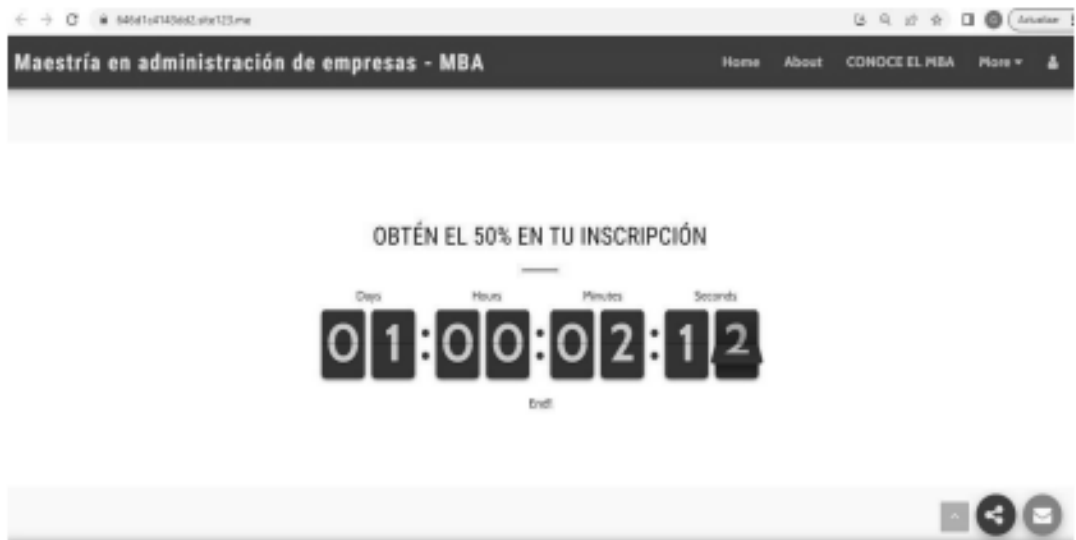 Maestría en administración de empresas - MBA
Home About CONOCE EL MBA More
OBTÉN EL 50% EN TU INSCRIPCIÓN
Days Hours Minutes Seconds
01:00:02:12
End!